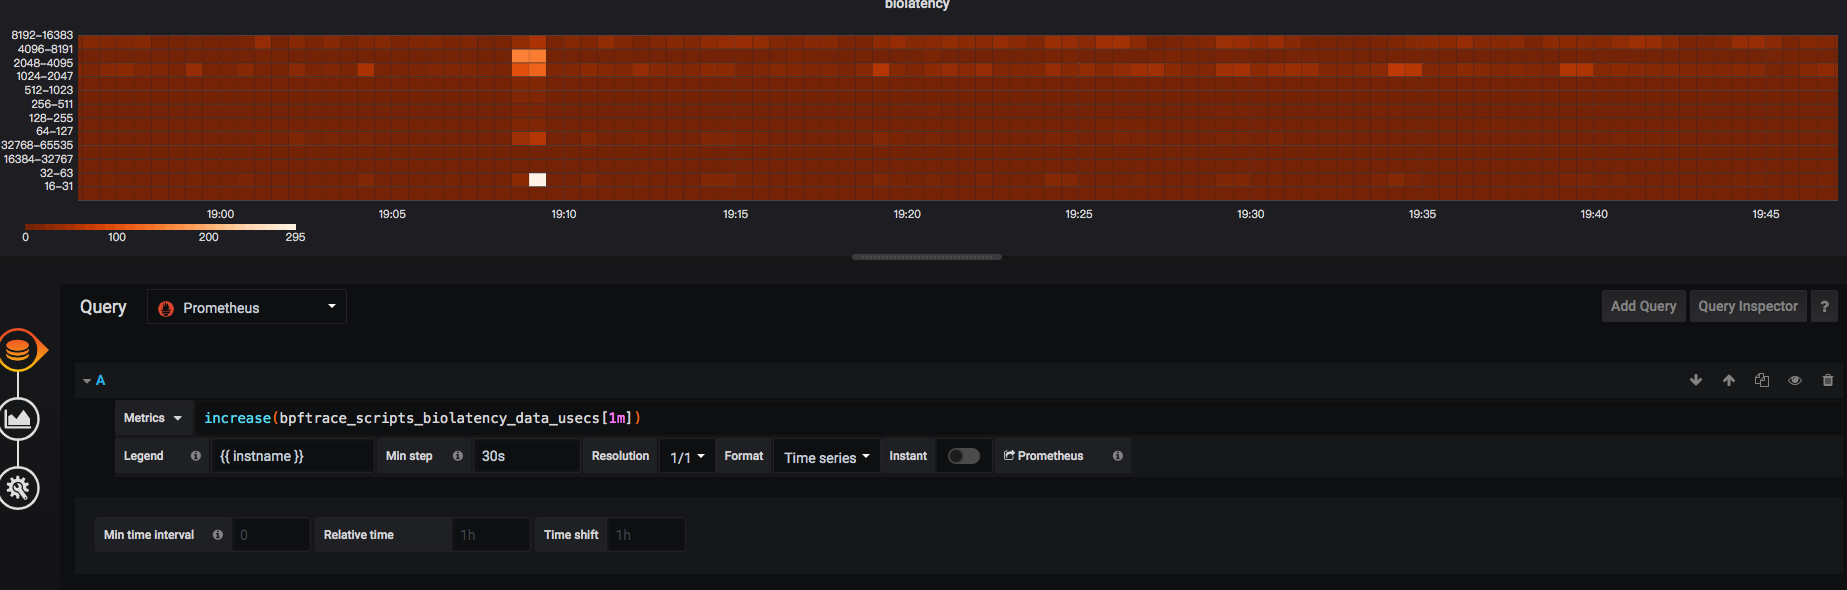 biolatency
8192–16383
4096–8191
2048–4095
1024–2047
512–1023
256–511
128–255
64–127
32768–65535
16384–32767
32–63
16–31
19:00 19:05 19:10 19:15 19:20 19:25 19:30 19:35 19:40 19:45
0 100 200 295
Query Prometheus Add Query Query Inspector ?
A
Metrics increase(bpftrace_scripts_biolatency_data_usecs[1m])
Legend {{ instname }} Min step 30s Resolution 1/1 Format Time series Instant Prometheus
Min time interval 0 Relative time 1h Time shift 1h